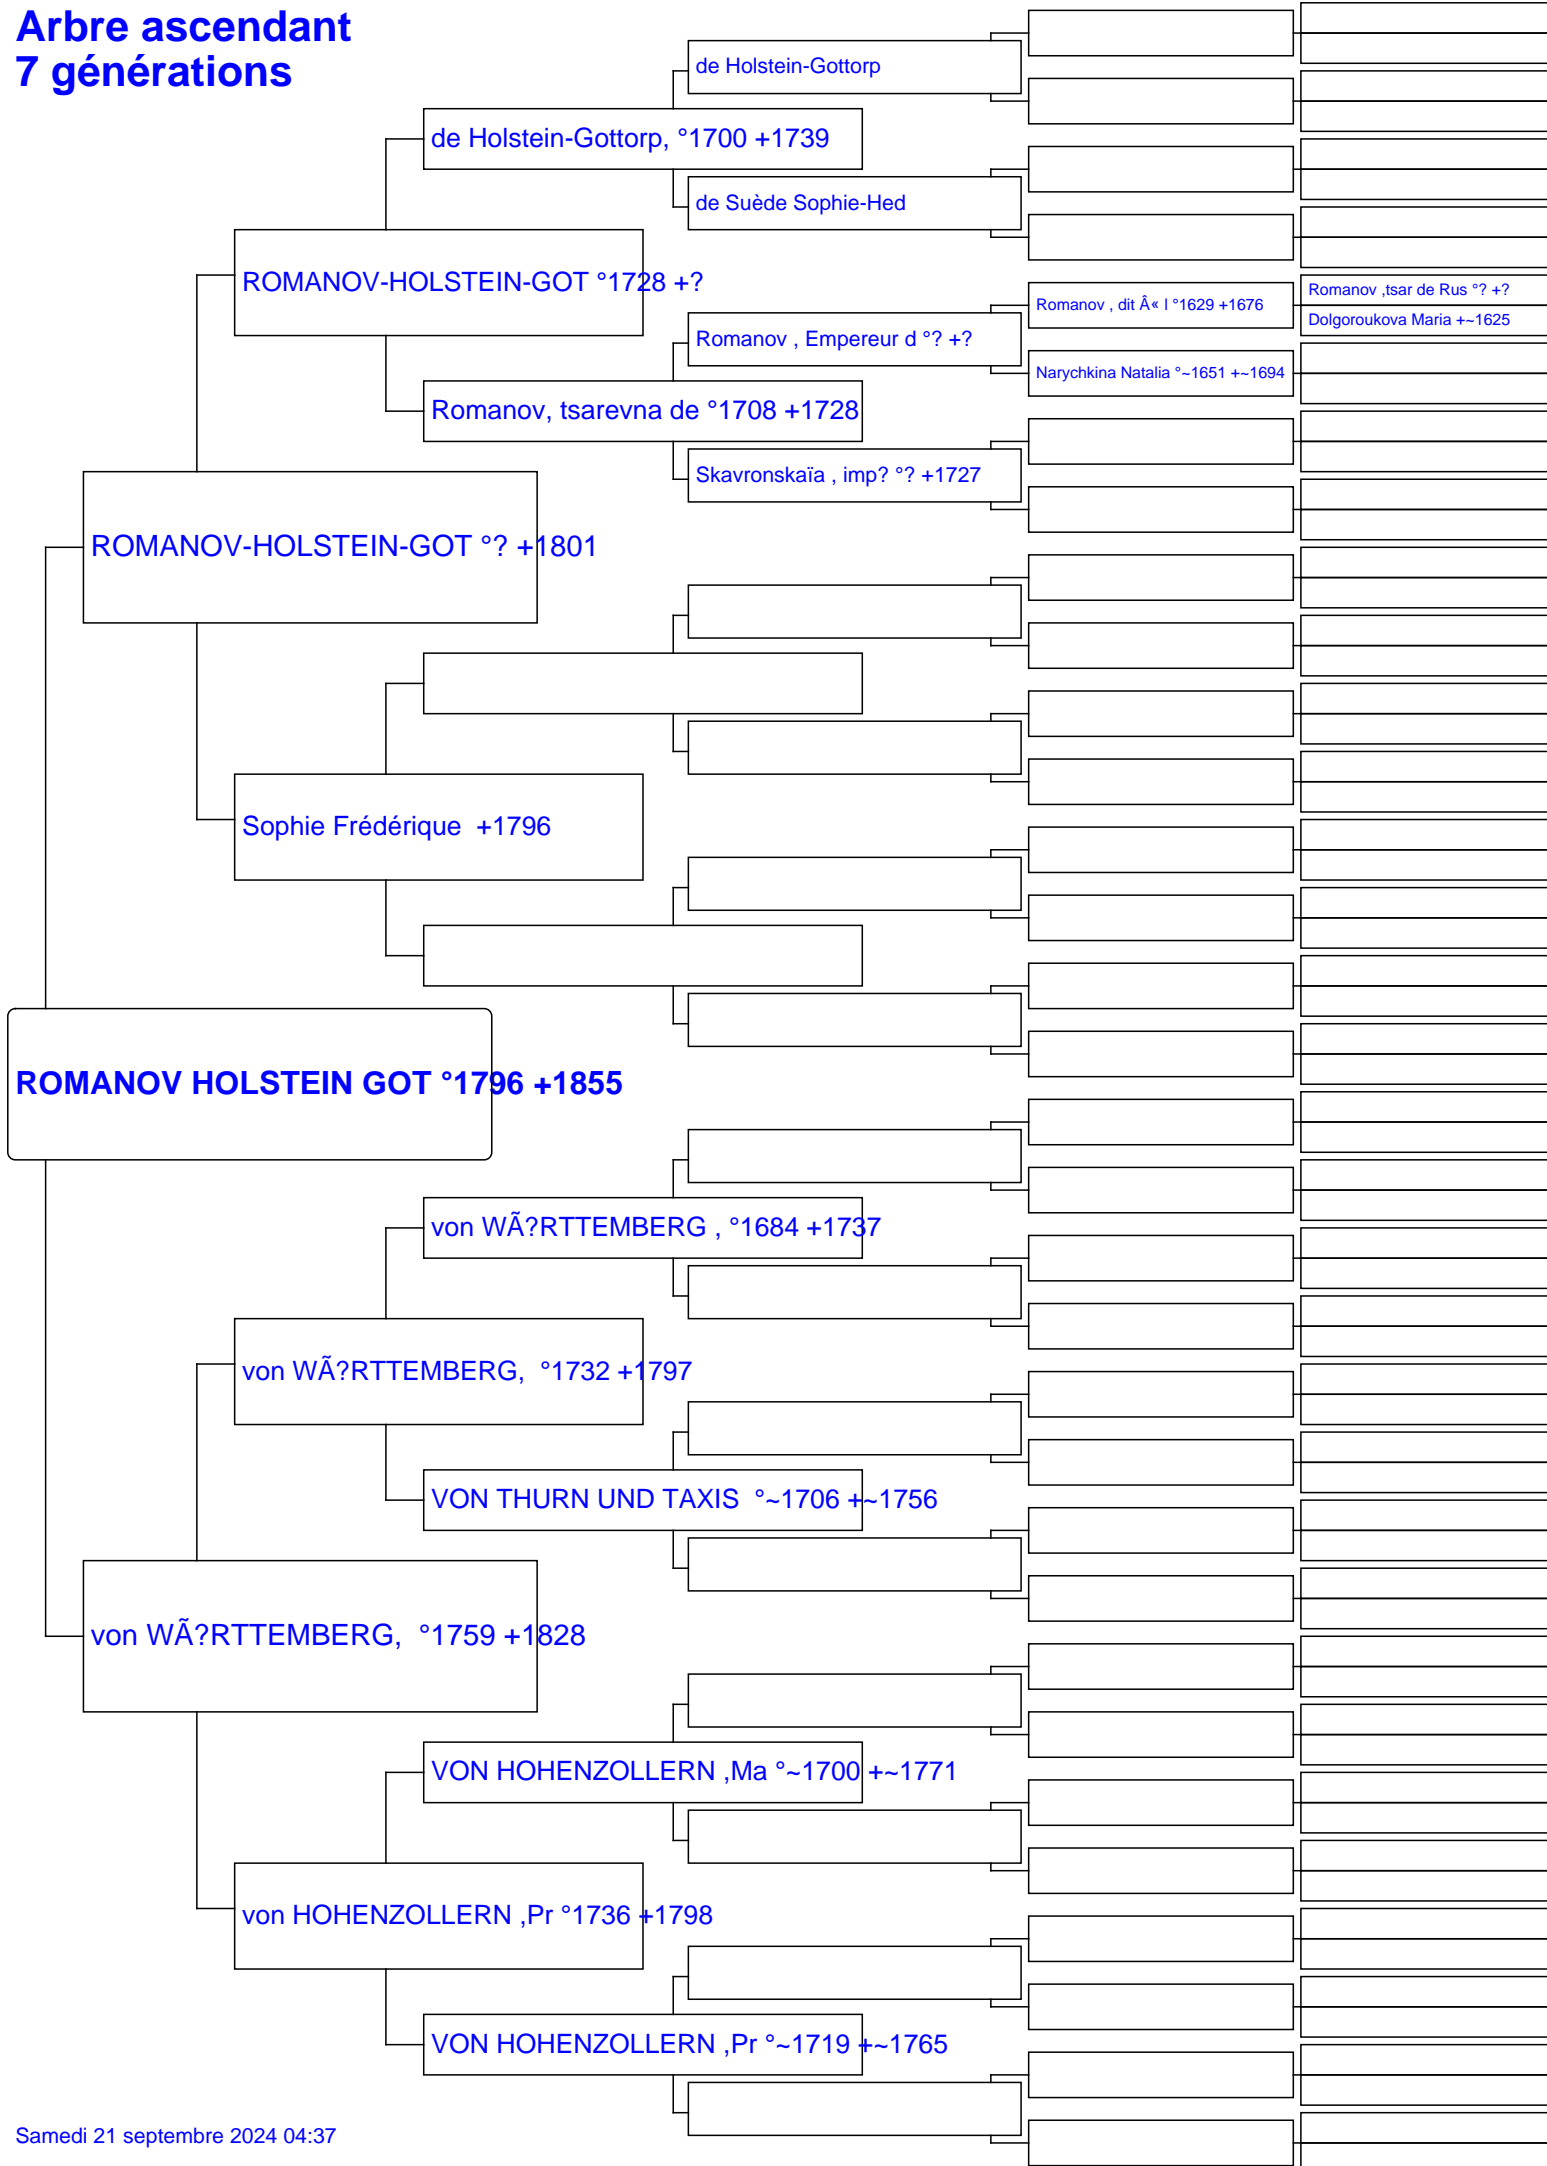 Arbre ascendant
7 générations
de Holstein-Gottorp
de Holstein-Gottorp, °1700 +1739
de Suède Sophie-Hed
ROMANOV-HOLSTEIN-GOT °1728 +?
Romanov , dit Â« l °1629 +1676
Romanov ,tsar de Rus °? +?
Dolgoroukova Maria +~1625
Romanov , Empereur d °? +?
Narychkina Natalia °~1651 +~1694
Romanov, tsarevna de °1708 +1728
Skavronskaïa , imp? °? +1727
ROMANOV-HOLSTEIN-GOT °? +1801
Sophie Frédérique  +1796
ROMANOV HOLSTEIN GOT °1796 +1855
von WÃ?RTTEMBERG , °1684 +1737
von WÃ?RTTEMBERG,  °1732 +1797
VON THURN UND TAXIS  °~1706 +~1756
von WÃ?RTTEMBERG,  °1759 +1828
VON HOHENZOLLERN ,Ma °~1700 +~1771
von HOHENZOLLERN ,Pr °1736 +1798
VON HOHENZOLLERN ,Pr °~1719 +~1765
Samedi 21 septembre 2024 04:37